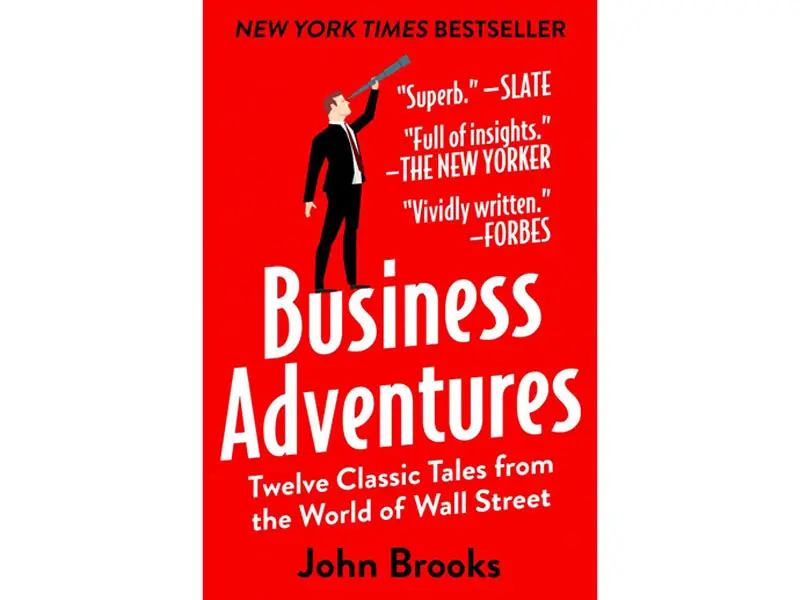 NEW YORK TIMES BESTSELLER
"Superb." –SLATE
"Full of insights."
–THE NEW YORKER
"Vividly written."
–FORBES
Business
Adventures
Twelve Classic Tales from
the World of Wall Street
John Brooks